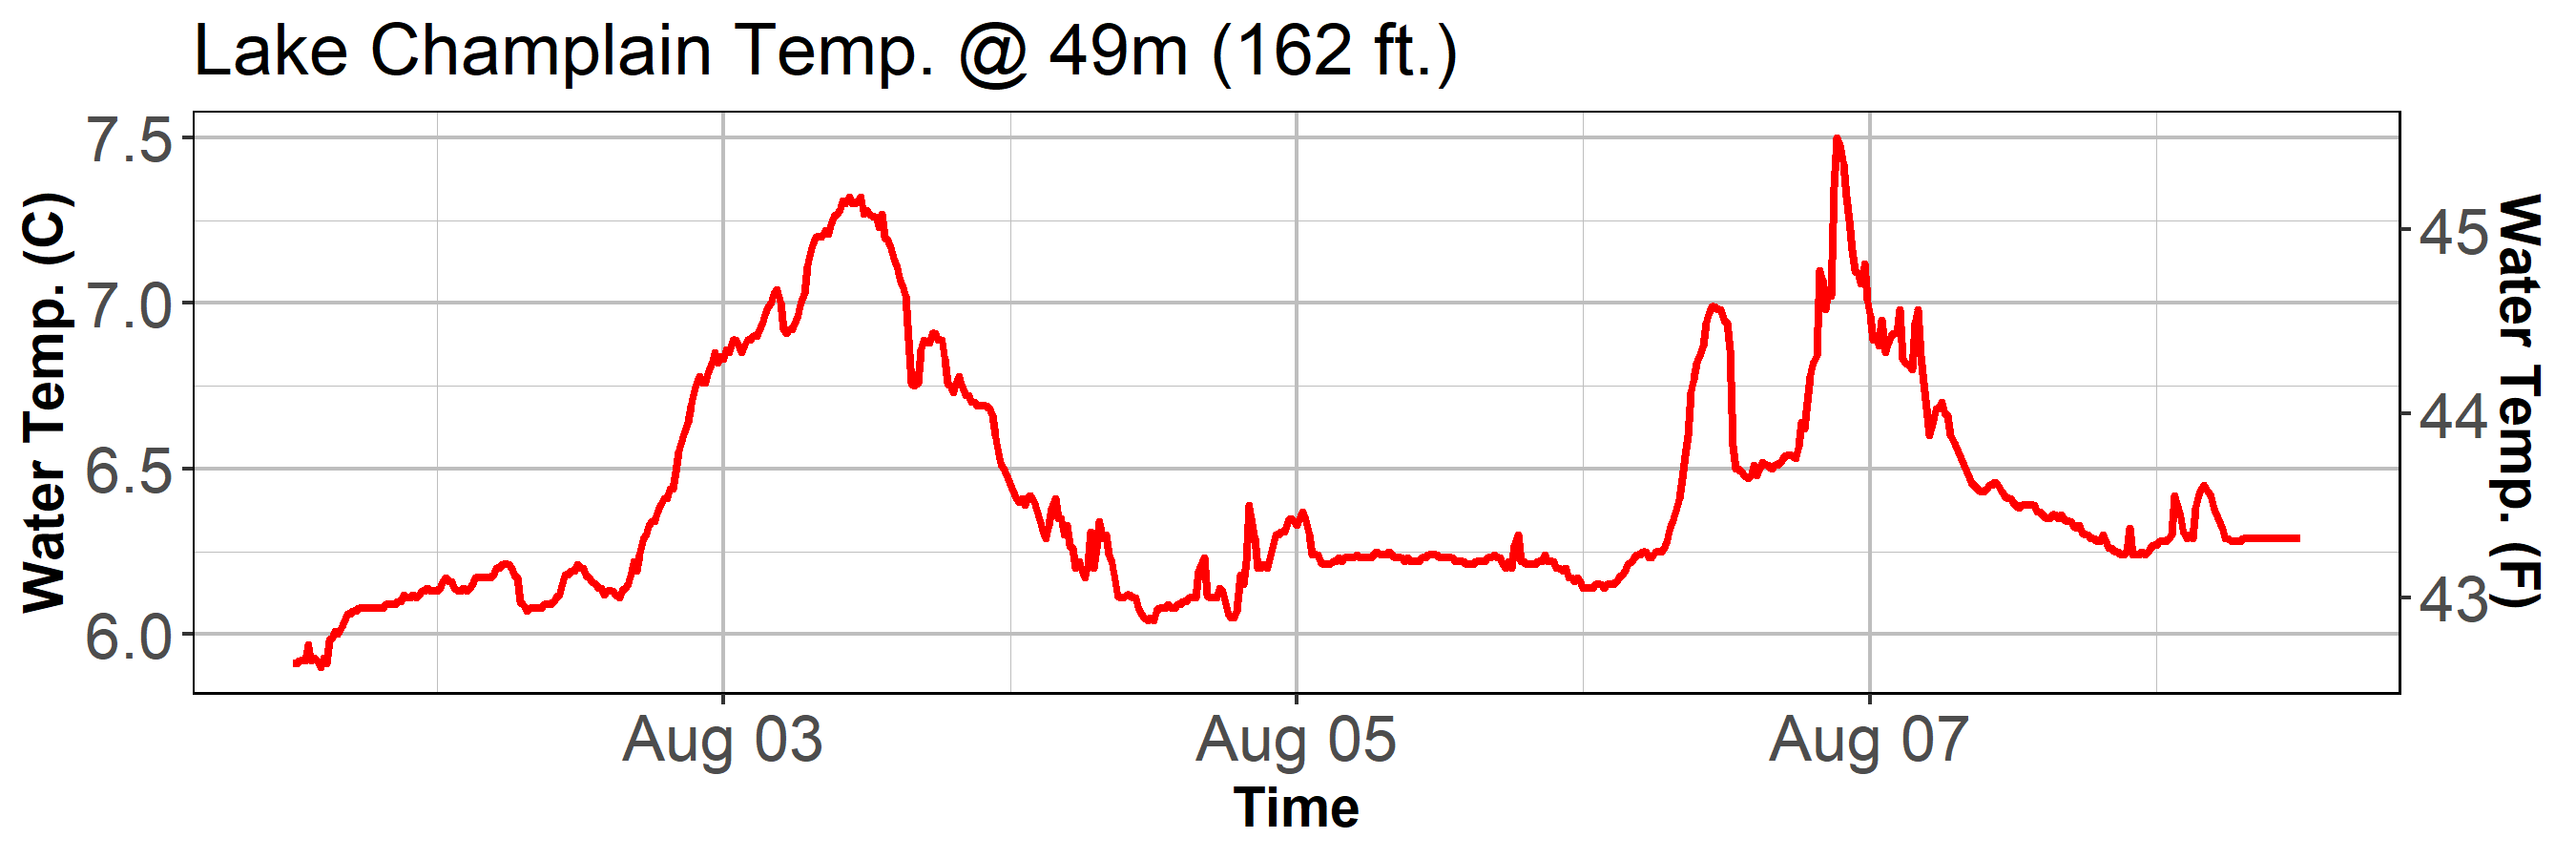 Lake Champlain Temp. @ 49m (162 ft.)
Water Temp. (C)
7.5
7.0
6.5
6.0
45
44
43
Water Temp. (F)
Aug 03
Aug 05
Aug 07
Time